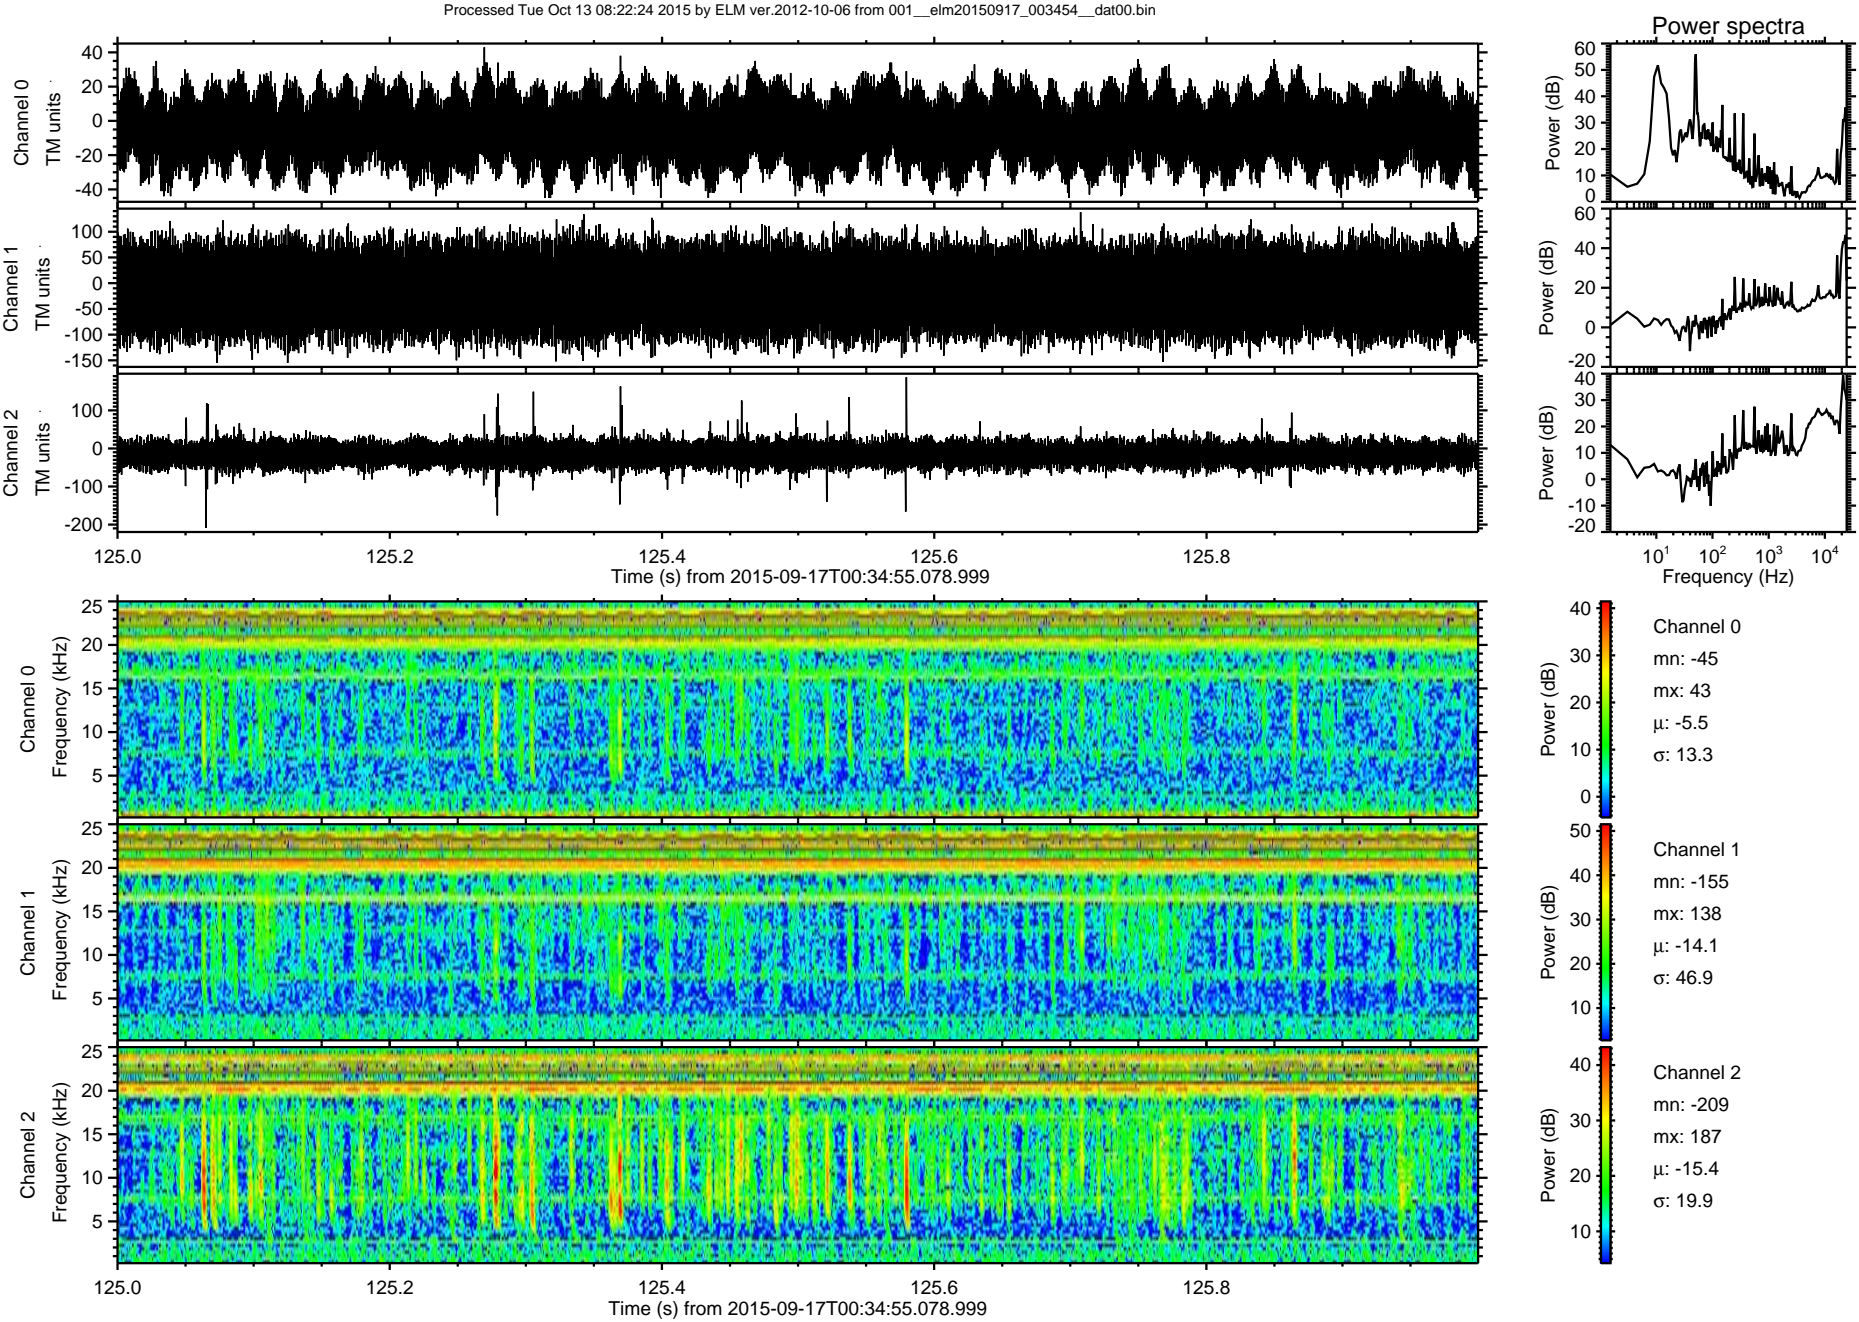 Processed Tue Oct 13 08:22:24 2015 by ELM ver.2012-10-06 from 001__elm20150917_003454__dat00.bin
Power spectra
Channel 0
TM units
40
20
0
-20
-40
Power (dB)
60
50
40
30
20
10
0
Channel 1
TM units
100
50
0
-50
-100
-150
Power (dB)
60
40
20
0
-20
Channel 2
TM units
100
0
-100
-200
Power (dB)
40
30
20
10
0
-10
-20
125.0 125.2 125.4 125.6 125.8
Time (s) from 2015-09-17T00:34:55.078.999
10¹ 10² 10³ 10⁴
Frequency (Hz)
Channel 0
Frequency (kHz)
25
20
15
10
5
Power (dB)
40
30
20
10
0
Channel 0
mn: -45
mx: 43
μ: -5.5
σ: 13.3
Channel 1
Frequency (kHz)
25
20
15
10
5
Power (dB)
50
40
30
20
10
Channel 1
mn: -155
mx: 138
μ: -14.1
σ: 46.9
Channel 2
Frequency (kHz)
25
20
15
10
5
Power (dB)
40
30
20
10
Channel 2
mn: -209
mx: 187
μ: -15.4
σ: 19.9
125.0 125.2 125.4 125.6 125.8
Time (s) from 2015-09-17T00:34:55.078.999